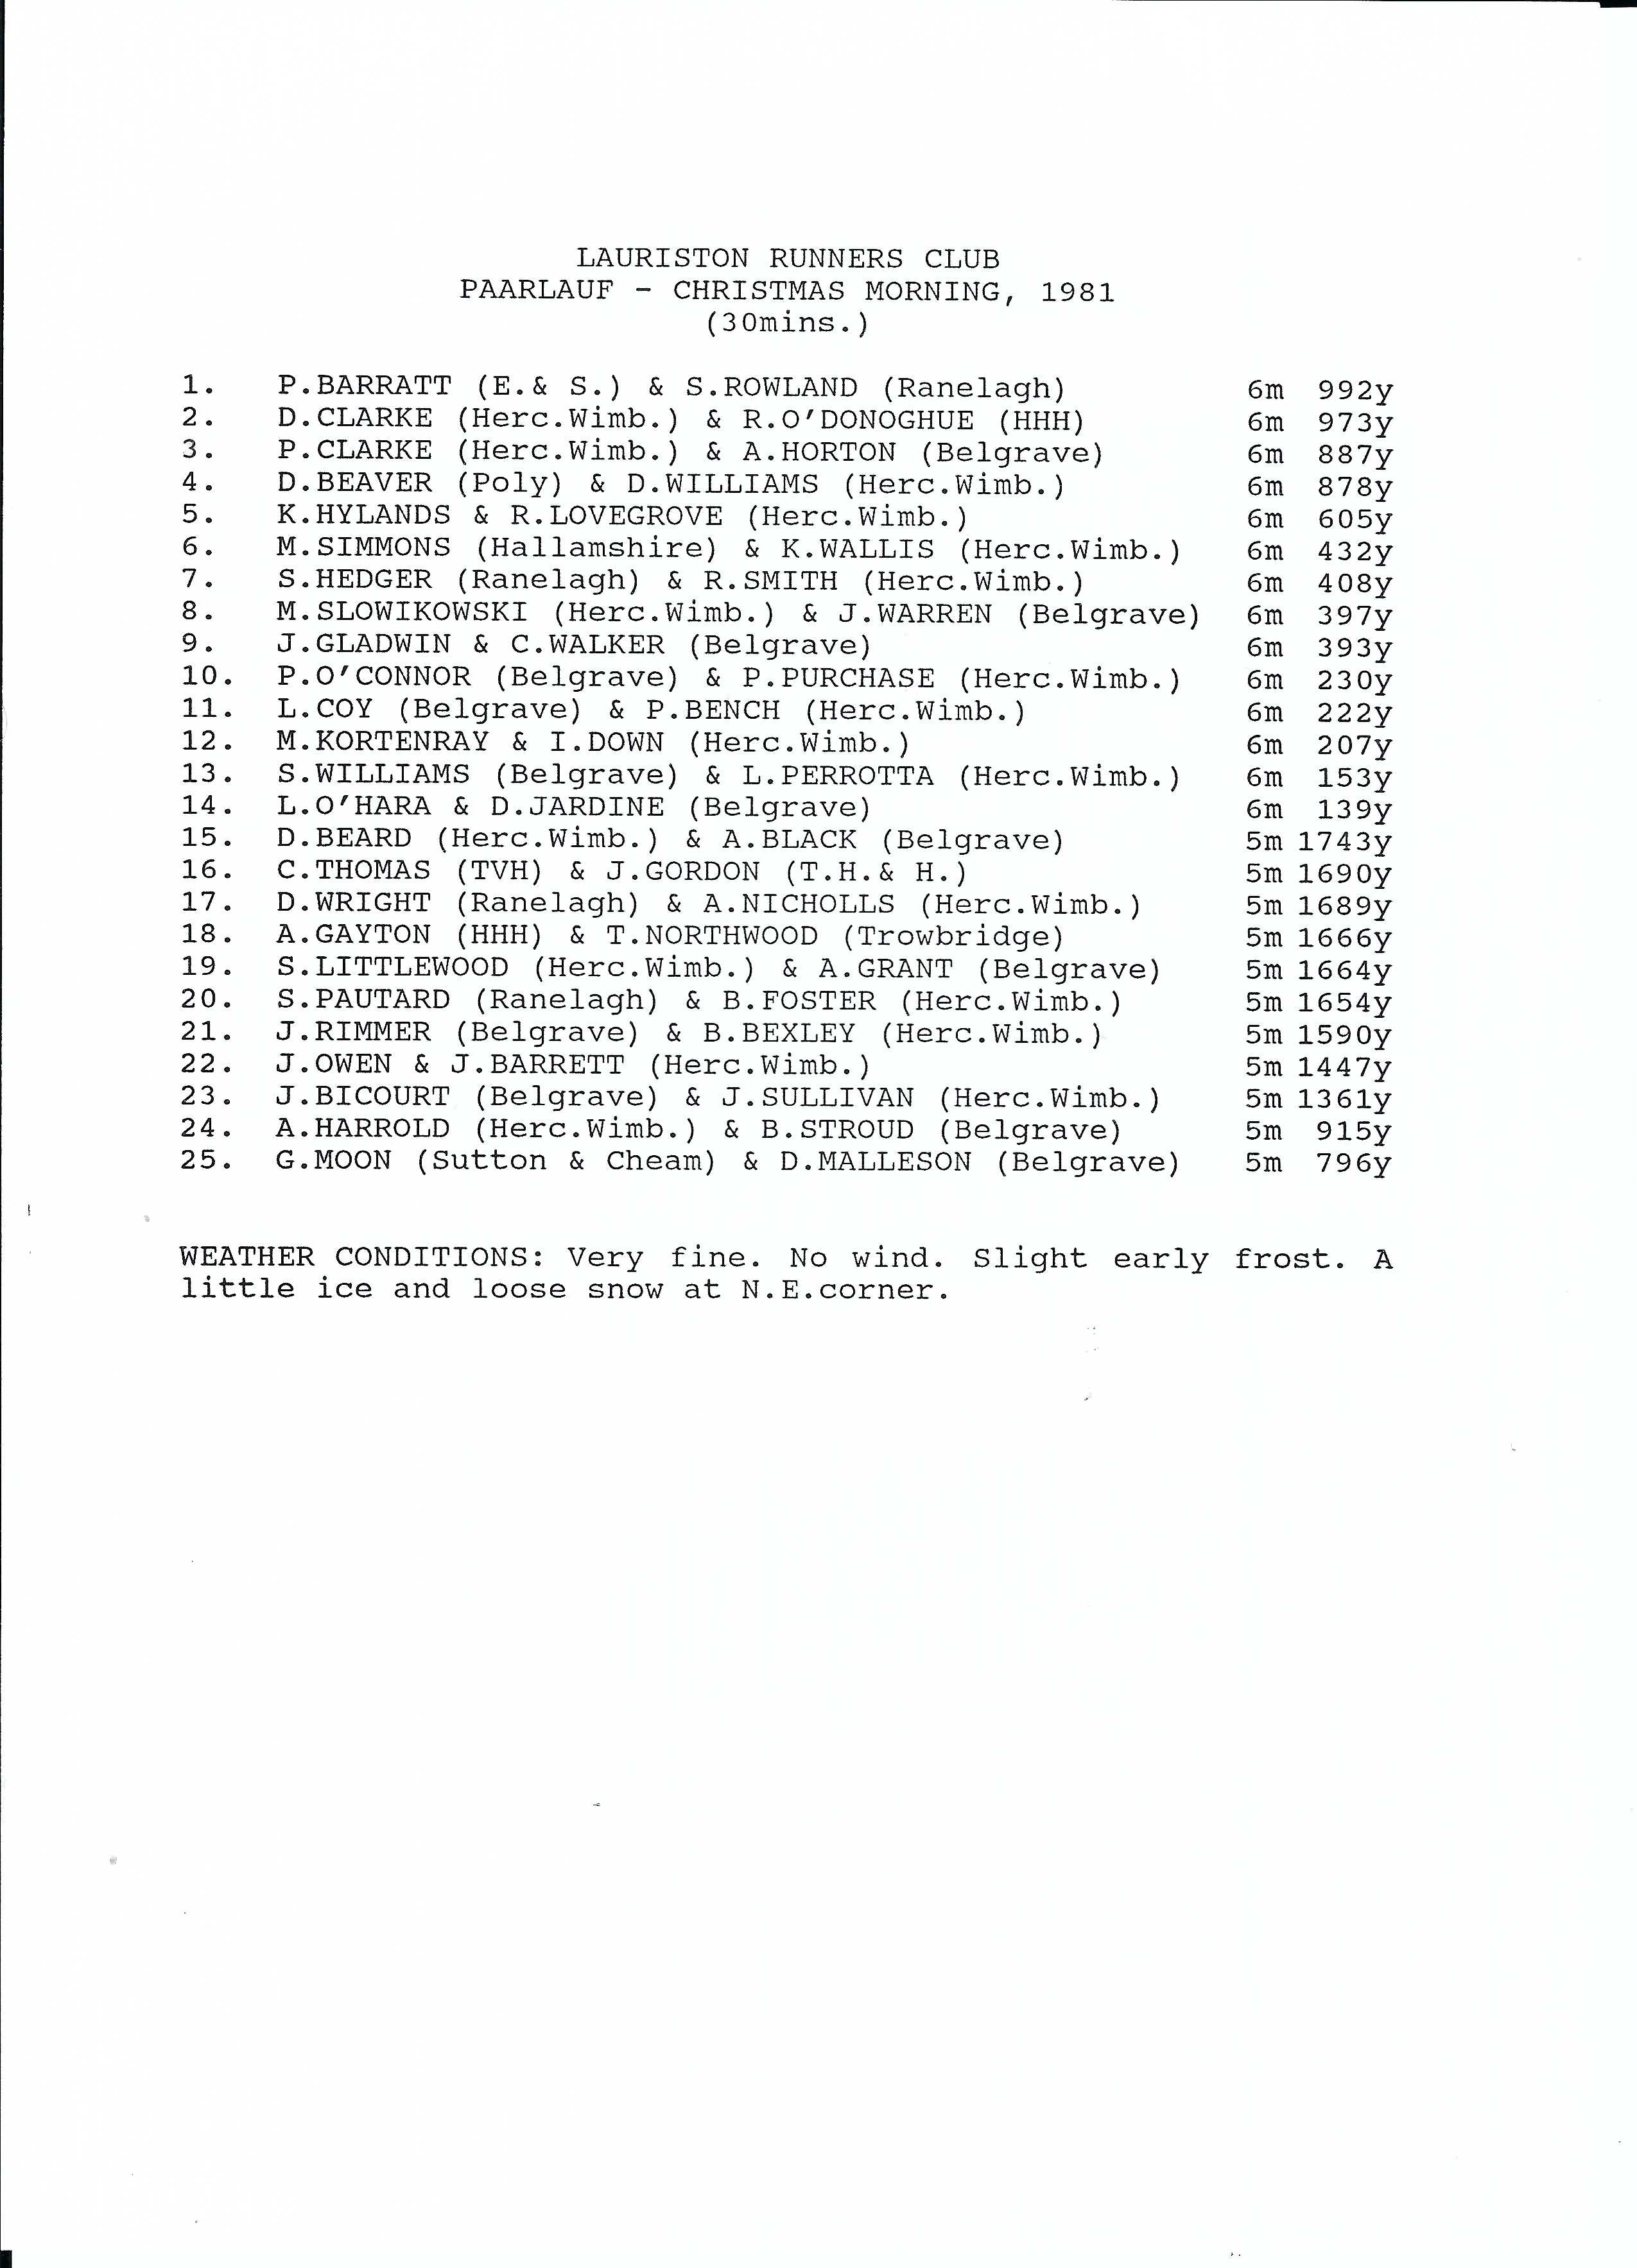 LAURISTON RUNNERS CLUB
PAARLAUF - CHRISTMAS MORNING, 1981
(30mins.)
1. P.BARRATT (E.& S.) & S.ROWLAND (Ranelagh) 6m 992y
2. D.CLARKE (Herc.Wimb.) & R.O'DONOGHUE (HHH) 6m 973y
3. P.CLARKE (Herc.Wimb.) & A.HORTON (Belgrave) 6m 887y
4. D.BEAVER (Poly) & D.WILLIAMS (Herc.Wimb.) 6m 878y
5. K.HYLANDS & R.LOVEGROVE (Herc.Wimb.) 6m 605y
6. M.SIMMONS (Hallamshire) & K.WALLIS (Herc.Wimb.) 6m 432y
7. S.HEDGER (Ranelagh) & R.SMITH (Herc.Wimb.) 6m 408y
8. M.SLOWIKOWSKI (Herc.Wimb.) & J.WARREN (Belgrave) 6m 397y
9. J.GLADWIN & C.WALKER (Belgrave) 6m 393y
10. P.O'CONNOR (Belgrave) & P.PURCHASE (Herc.Wimb.) 6m 230y
11. L.COY (Belgrave) & P.BENCH (Herc.Wimb.) 6m 222y
12. M.KORTENRAY & I.DOWN (Herc.Wimb.) 6m 207y
13. S.WILLIAMS (Belgrave) & L.PERROTTA (Herc.Wimb.) 6m 153y
14. L.O'HARA & D.JARDINE (Belgrave) 6m 139y
15. D.BEARD (Herc.Wimb.) & A.BLACK (Belgrave) 5m 1743y
16. C.THOMAS (TVH) & J.GORDON (T.H.& H.) 5m 1690y
17. D.WRIGHT (Ranelagh) & A.NICHOLLS (Herc.Wimb.) 5m 1689y
18. A.GAYTON (HHH) & T.NORTHWOOD (Trowbridge) 5m 1666y
19. S.LITTLEWOOD (Herc.Wimb.) & A.GRANT (Belgrave) 5m 1664y
20. S.PAUTARD (Ranelagh) & B.FOSTER (Herc.Wimb.) 5m 1654y
21. J.RIMMER (Belgrave) & B.BEXLEY (Herc.Wimb.) 5m 1590y
22. J.OWEN & J.BARRETT (Herc.Wimb.) 5m 1447y
23. J.BICOURT (Belgrave) & J.SULLIVAN (Herc.Wimb.) 5m 1361y
24. A.HARROLD (Herc.Wimb.) & B.STROUD (Belgrave) 5m 915y
25. G.MOON (Sutton & Cheam) & D.MALLESON (Belgrave) 5m 796y
WEATHER CONDITIONS: Very fine. No wind. Slight early frost. A
little ice and loose snow at N.E.corner.